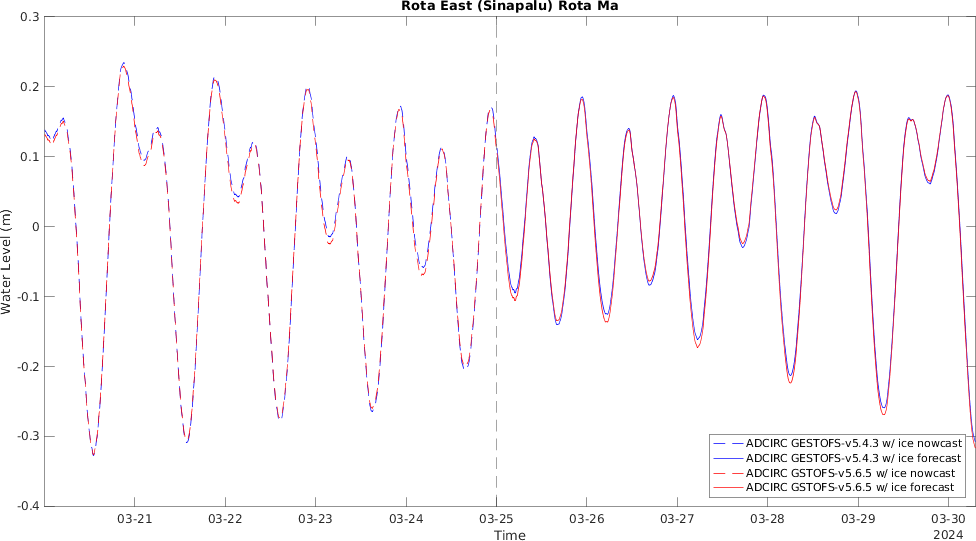 Rota East (Sinapalu) Rota Ma
0.3
0.2
0.1
0
-0.1
-0.2
-0.3
-0.4
Water Level (m)
ADCIRC GESTOFS-v5.4.3 w/ ice nowcast
ADCIRC GESTOFS-v5.4.3 w/ ice forecast
ADCIRC GSTOFS-v5.6.5 w/ ice nowcast
ADCIRC GSTOFS-v5.6.5 w/ ice forecast
03-21 03-22 03-23 03-24 03-25 03-26 03-27 03-28 03-29 03-30
2024
Time